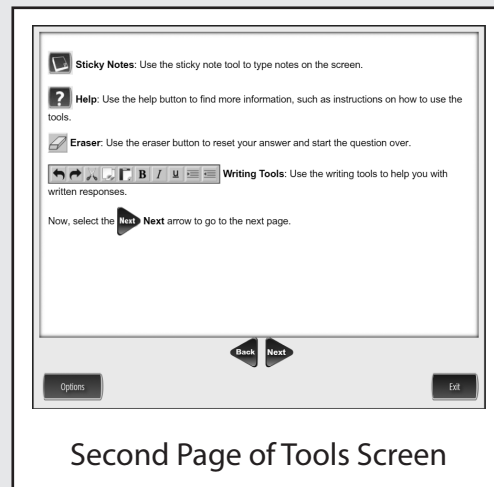 Sticky Notes: Use the sticky note tool to type notes on the screen.
? Help: Use the help button to find more information, such as instructions on how to use the
tools.
Eraser: Use the eraser button to reset your answer and start the question over.
B I U Writing Tools: Use the writing tools to help you with
written responses.
Now, select the Next Next arrow to go to the next page.
Back Next
Options Exit
Second Page of Tools Screen